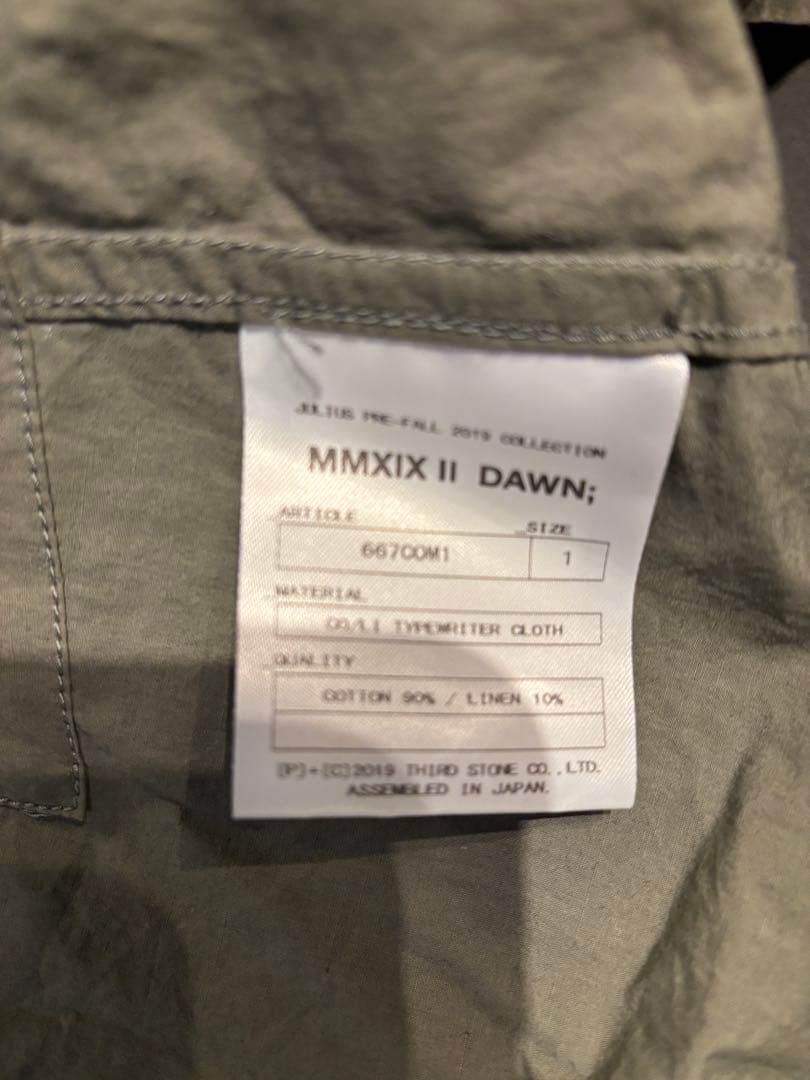 JULIUS PRE-FALL 2019 COLLECTION
MMXIX II DAWN;
ARTICLE SIZE
667COM1 1
MATERIAL
CO/LI TYPEWRITER CLOTH
QUALITY
COTTON 90% / LINEN 10%
[P]+[C]2019 THIRD STONE CO.,LTD.
ASSEMBLED IN JAPAN.